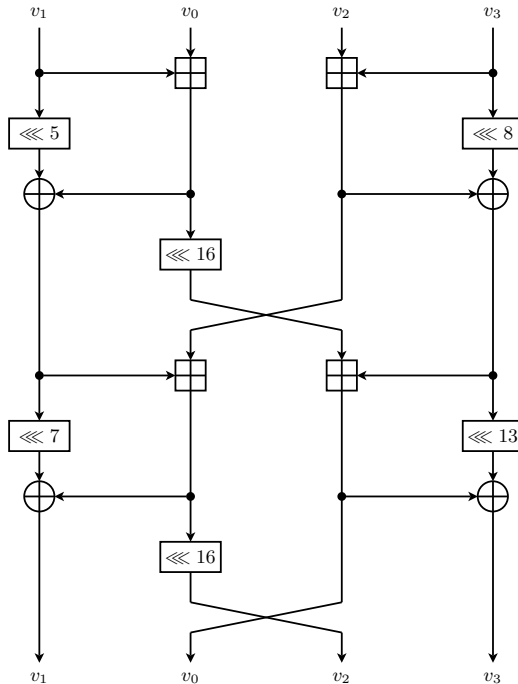 v₁ v₀ v₂ v₃
⋘ 5 ⋘ 8
⋘ 16
⋘ 7 ⋘ 13
⋘ 16
v₁ v₀ v₂ v₃